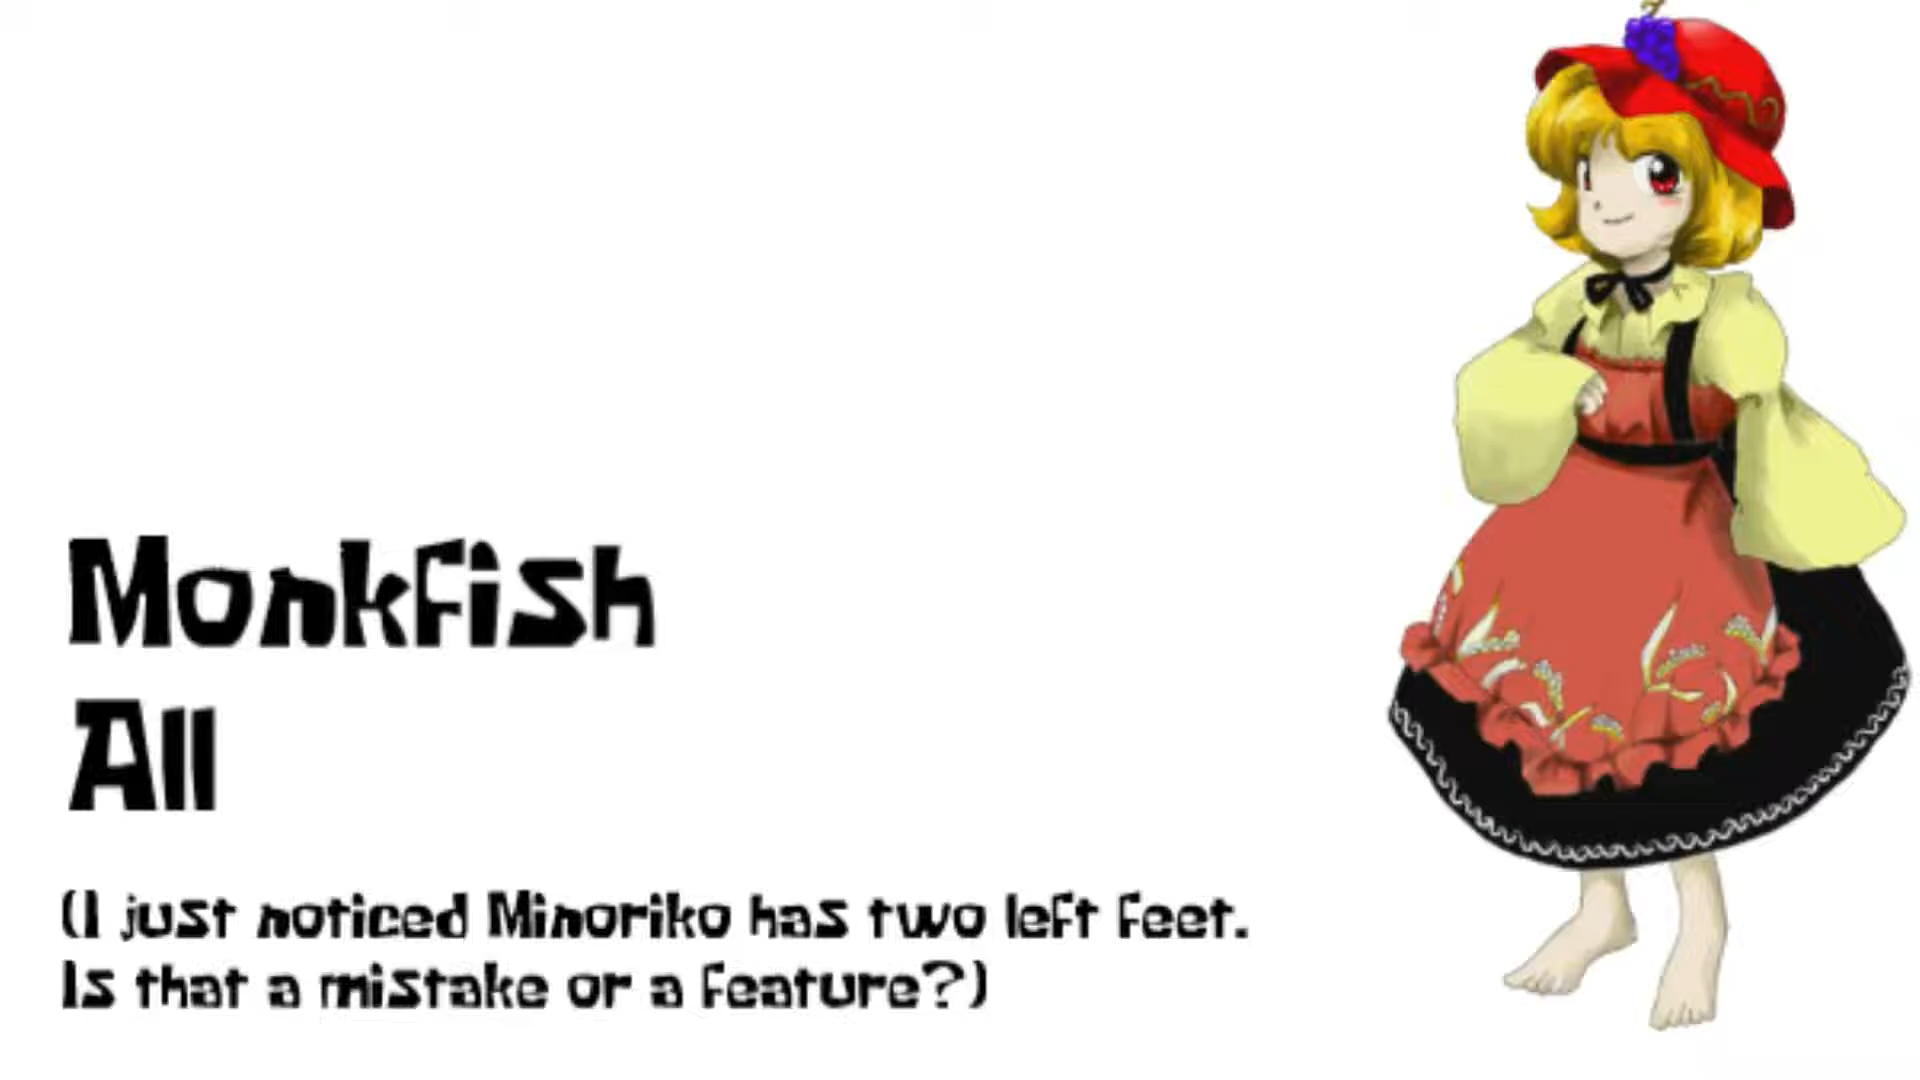 Monkfish
All
(I just noticed Minoriko has two left feet.
Is that a mistake or a feature?)